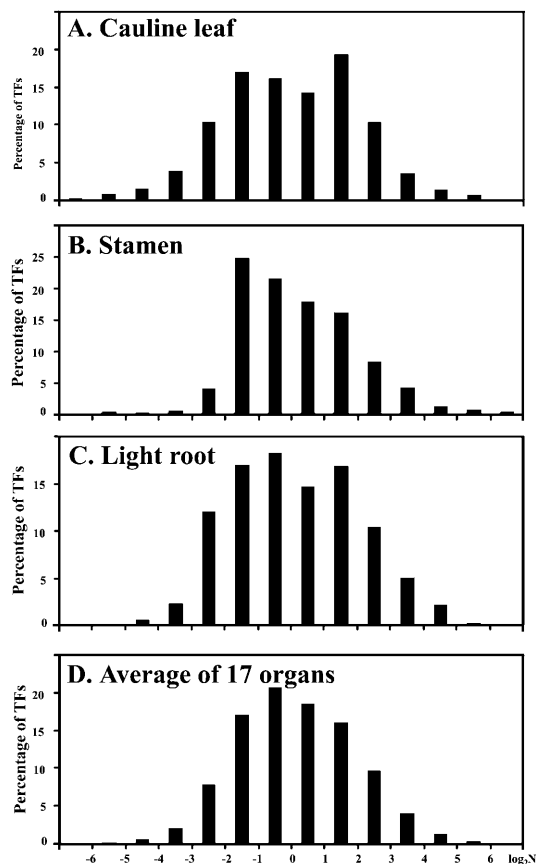 A. Cauline leaf
Percentage of TFs
20
15
10
5
0
B. Stamen
Percentage of TFs
25
20
15
10
5
0
C. Light root
Percentage of TFs
15
10
5
0
D. Average of 17 organs
Percentage of TFs
20
15
10
5
0
-6 -5 -4 -3 -2 -1 0 1 2 3 4 5 6 log₂N